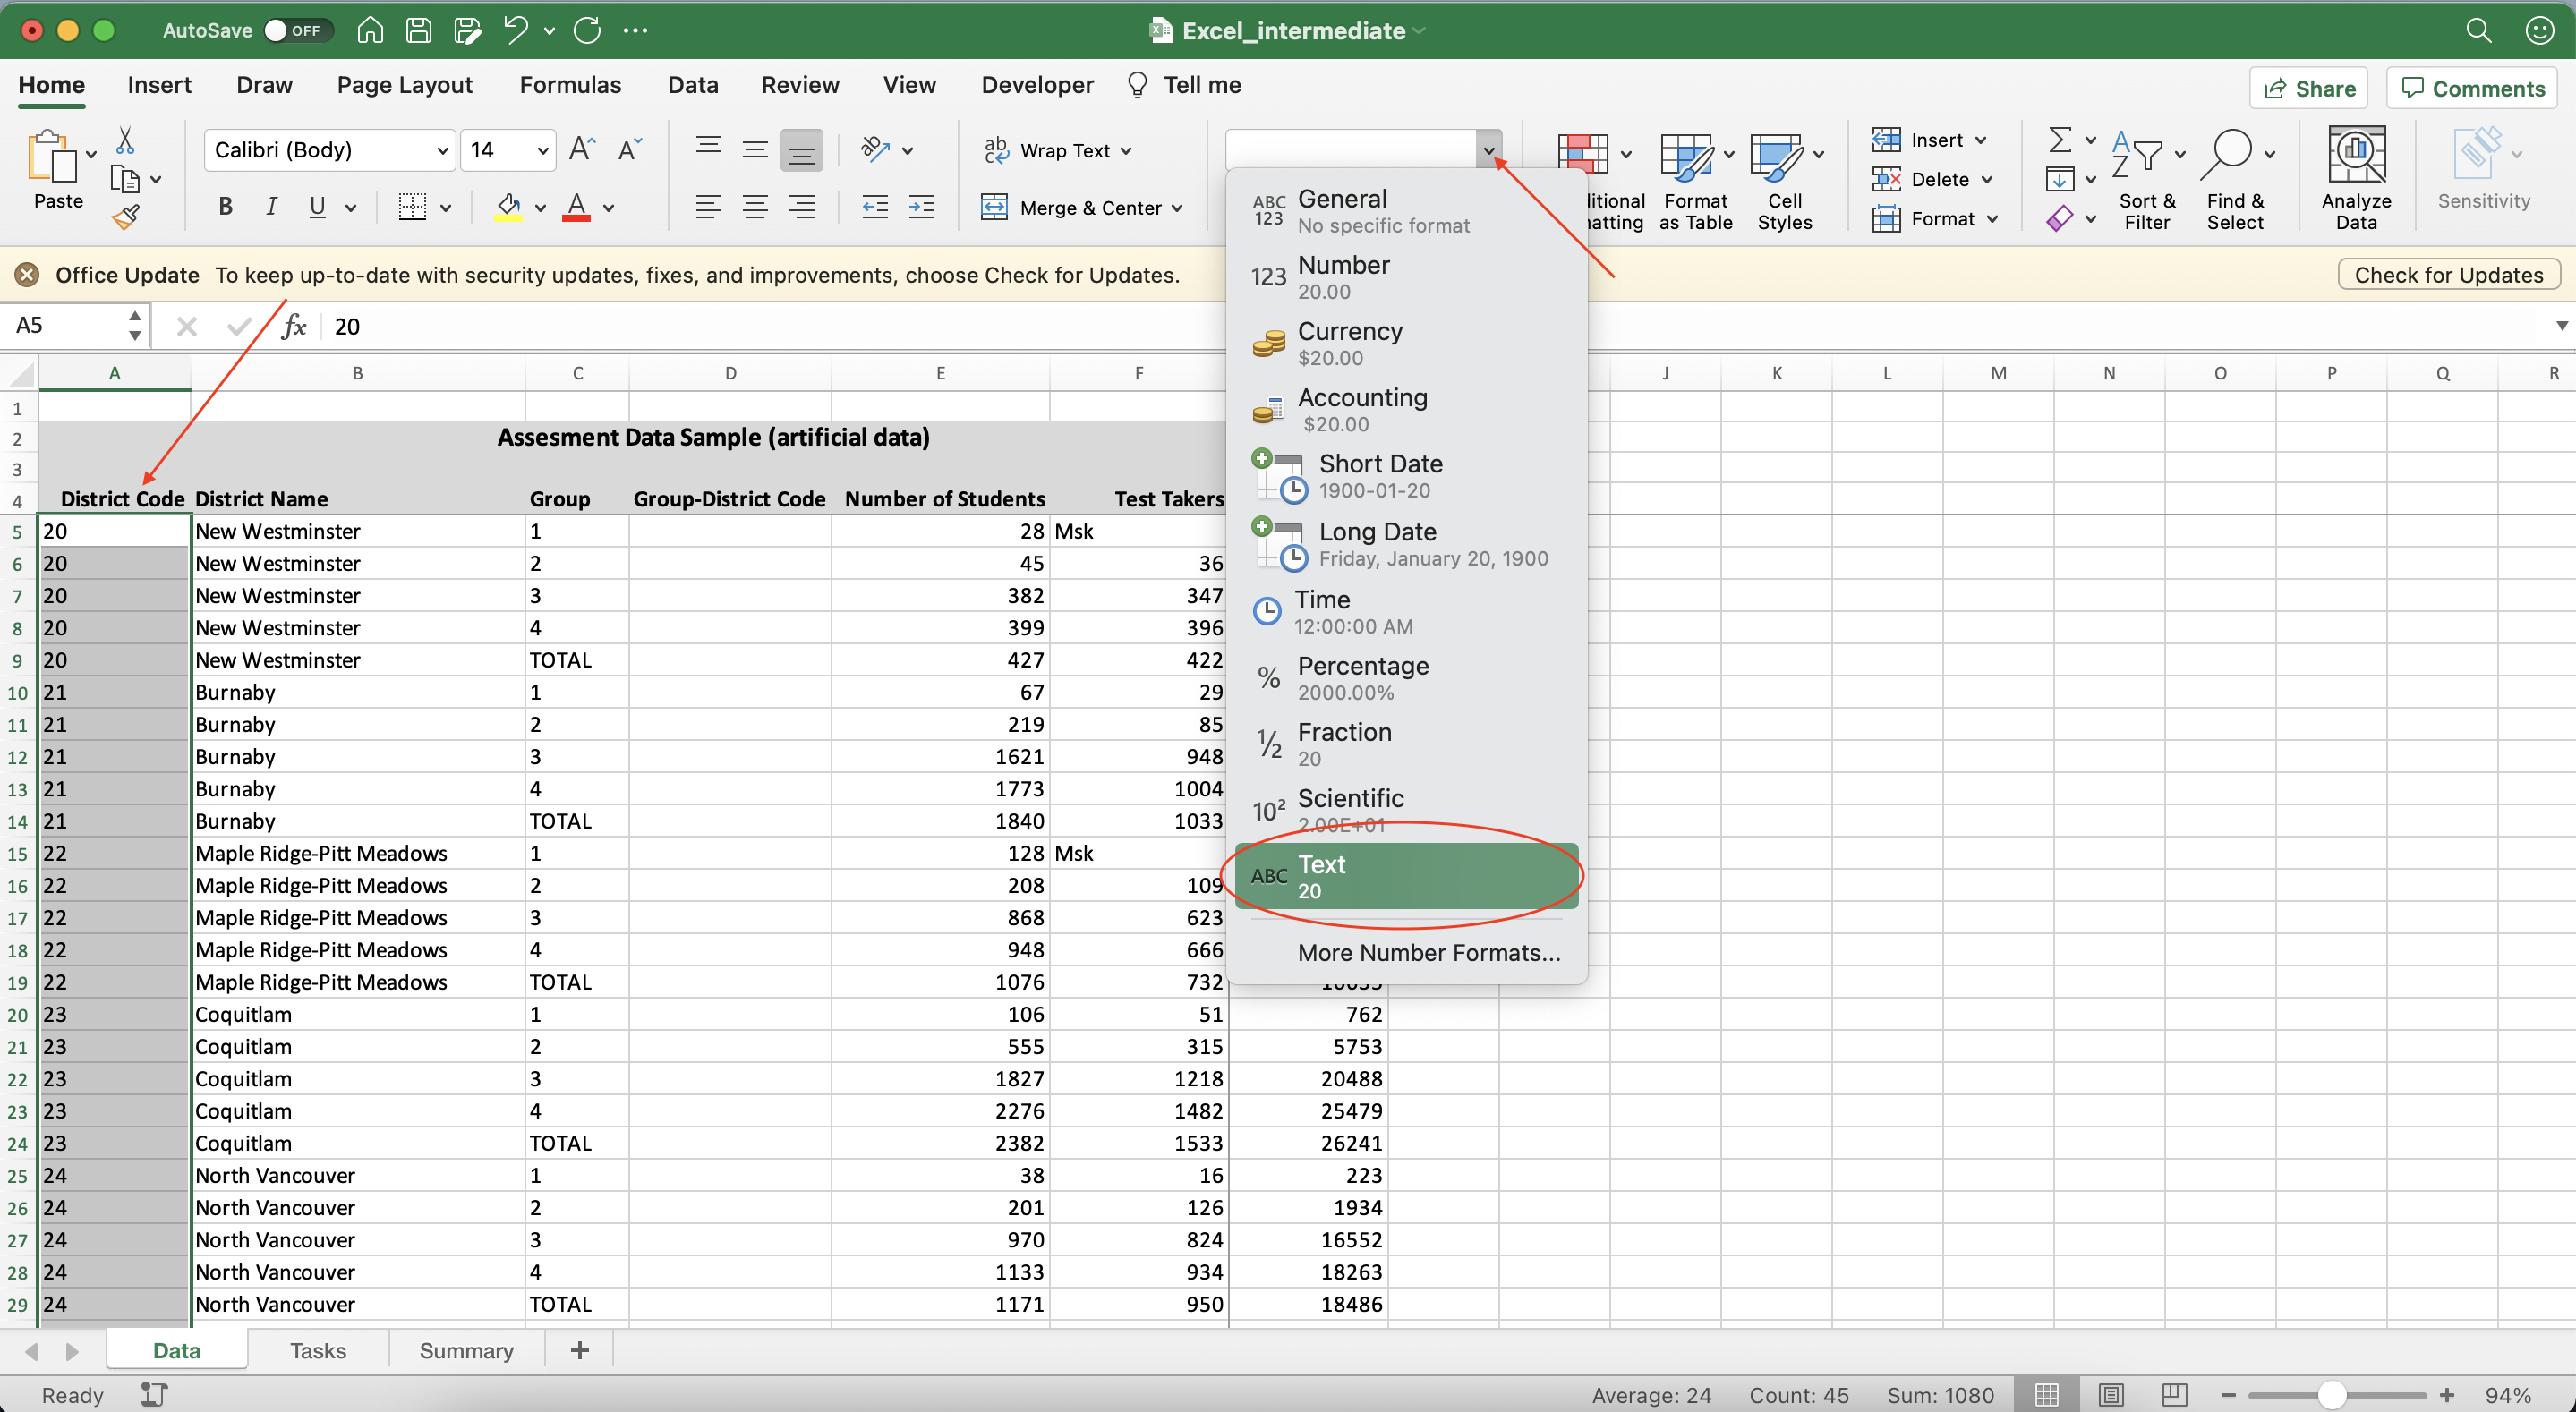 AutoSave OFF Excel_intermediate
Home Insert Draw Page Layout Formulas Data Review View Developer Tell me Share Comments
Paste
Calibri (Body) 14
B I U A
Wrap Text
Merge & Center
litional
natting
Format
as Table
Cell
Styles
Insert
Delete
Format
Sort &
Filter
Find &
Select
Analyze
Data
Sensitivity
Office Update To keep up-to-date with security updates, fixes, and improvements, choose Check for Updates. Check for Updates
A5 fx 20
ABC
123
General
No specific format
123 Number
20.00
Currency
$20.00
Accounting
$20.00
Short Date
1900-01-20
Long Date
Friday, January 20, 1900
Time
12:00:00 AM
% Percentage
2000.00%
½ Fraction
20
10² Scientific
2.00E+01
ABC Text
20
More Number Formats...
A B C D E F J K L M N O P Q R
1
2 Assesment Data Sample (artificial data)
3
4 District Code District Name Group Group-District Code Number of Students Test Takers
5 20 New Westminster 1 28 Msk
6 20 New Westminster 2 45 36
7 20 New Westminster 3 382 347
8 20 New Westminster 4 399 396
9 20 New Westminster TOTAL 427 422
10 21 Burnaby 1 67 29
11 21 Burnaby 2 219 85
12 21 Burnaby 3 1621 948
13 21 Burnaby 4 1773 1004
14 21 Burnaby TOTAL 1840 1033
15 22 Maple Ridge-Pitt Meadows 1 128 Msk
16 22 Maple Ridge-Pitt Meadows 2 208 109
17 22 Maple Ridge-Pitt Meadows 3 868 623
18 22 Maple Ridge-Pitt Meadows 4 948 666
19 22 Maple Ridge-Pitt Meadows TOTAL 1076 732
20 23 Coquitlam 1 106 51 762
21 23 Coquitlam 2 555 315 5753
22 23 Coquitlam 3 1827 1218 20488
23 23 Coquitlam 4 2276 1482 25479
24 23 Coquitlam TOTAL 2382 1533 26241
25 24 North Vancouver 1 38 16 223
26 24 North Vancouver 2 201 126 1934
27 24 North Vancouver 3 970 824 16552
28 24 North Vancouver 4 1133 934 18263
29 24 North Vancouver TOTAL 1171 950 18486
Data Tasks Summary +
Ready Average: 24 Count: 45 Sum: 1080 94%